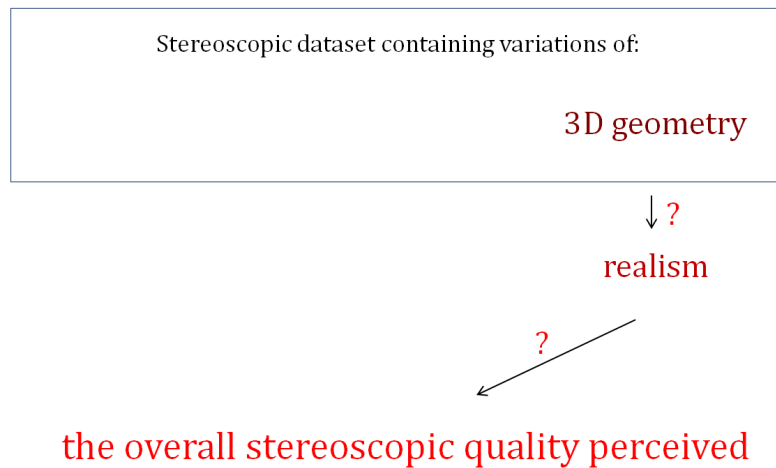 Stereoscopic dataset containing variations of:
3D geometry
?
realism
?
the overall stereoscopic quality perceived